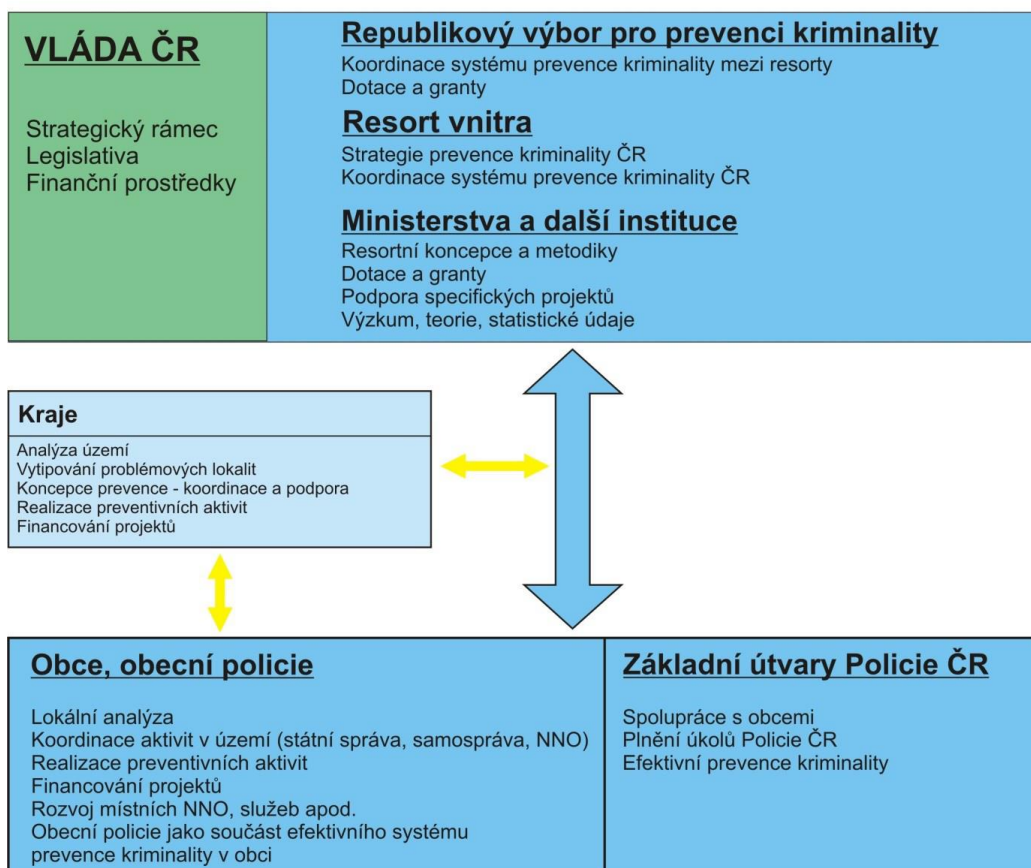 VLÁDA ČR
Strategický rámec
Legislativa
Finanční prostředky
Republikový výbor pro prevenci kriminality
Koordinace systému prevence kriminality mezi resorty
Dotace a granty
Resort vnitra
Strategie prevence kriminality ČR
Koordinace systému prevence kriminality ČR
Ministerstva a další instituce
Resortní koncepce a metodiky
Dotace a granty
Podpora specifických projektů
Výzkum, teorie, statistické údaje
Kraje
Analýza území
Vytipování problémových lokalit
Koncepce prevence - koordinace a podpora
Realizace preventivních aktivit
Financování projektů
Obce, obecní policie
Lokální analýza
Koordinace aktivit v území (státní správa, samospráva, NNO)
Realizace preventivních aktivit
Financování projektů
Rozvoj místních NNO, služeb apod.
Obecní policie jako součást efektivního systému
prevence kriminality v obci
Základní útvary Policie ČR
Spolupráce s obcemi
Plnění úkolů Policie ČR
Efektivní prevence kriminality